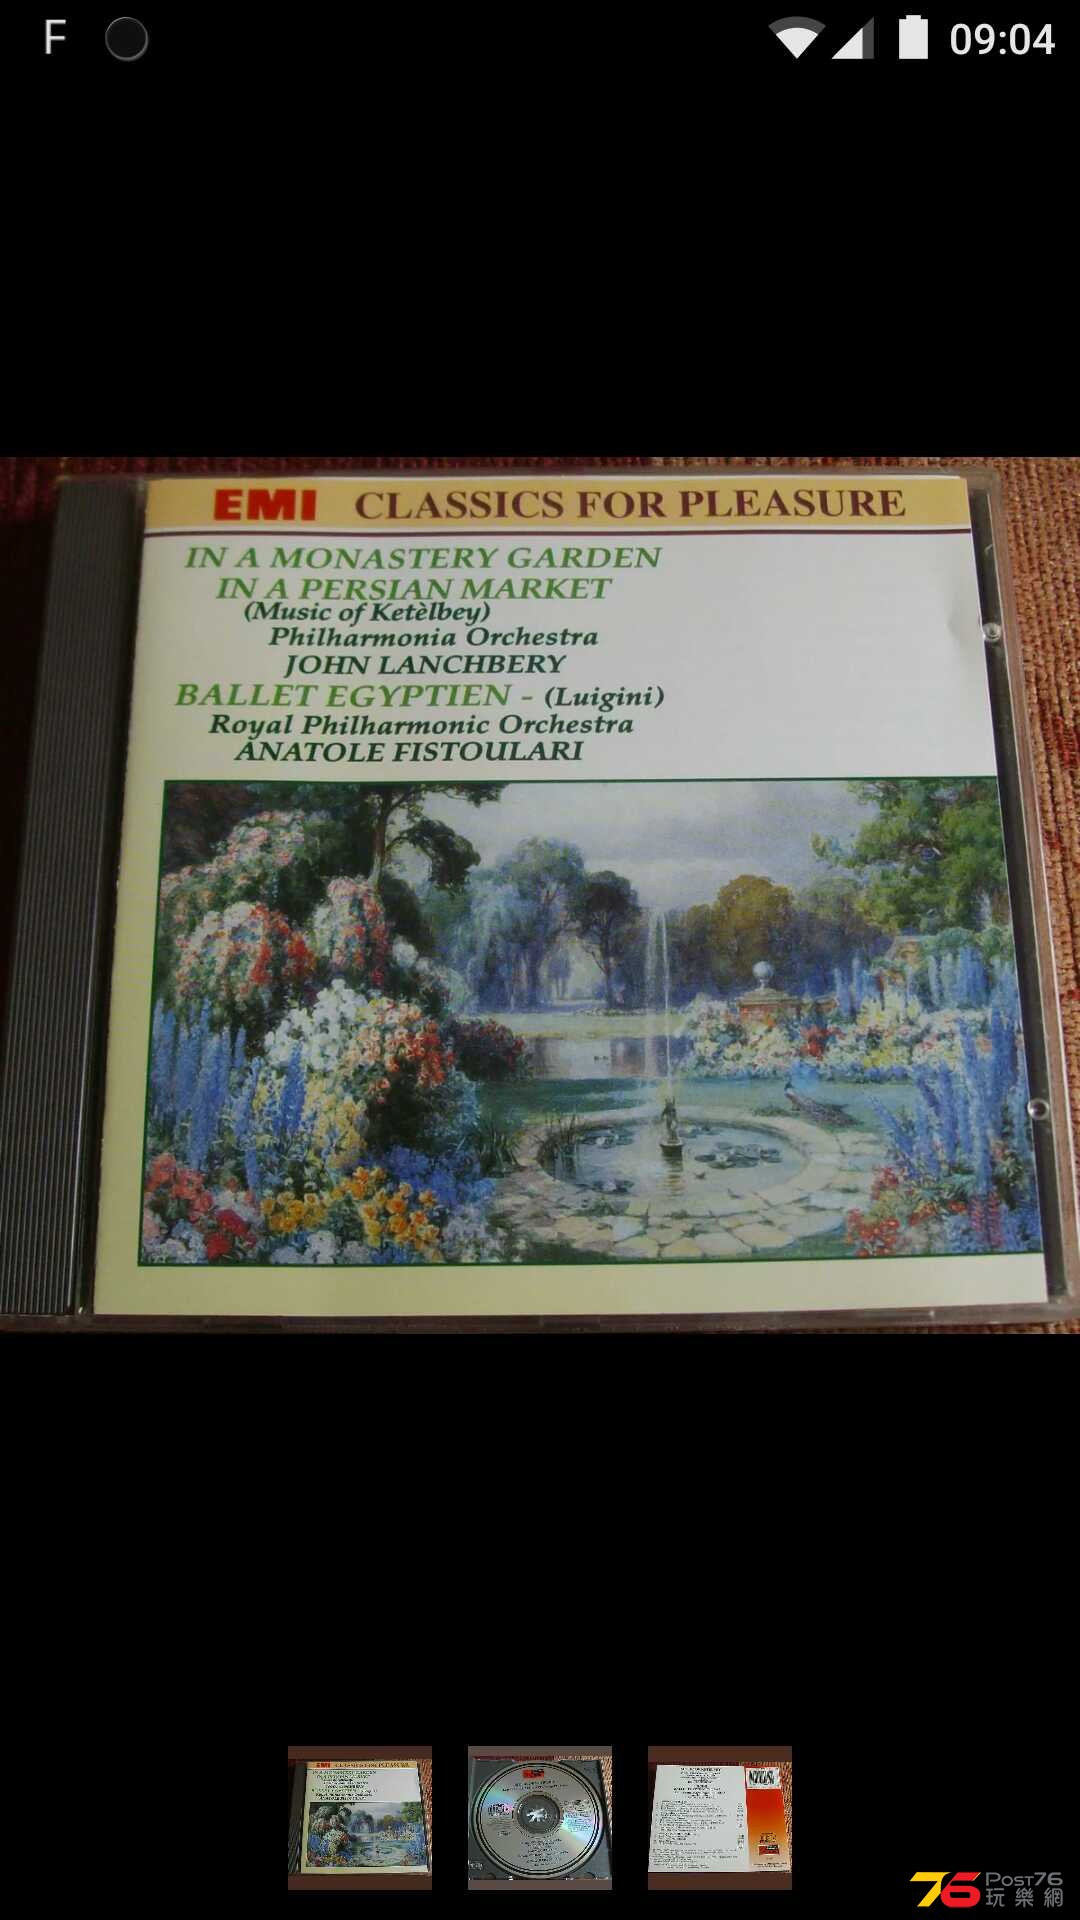 F
09:04
EMI CLASSICS FOR PLEASURE
IN A MONASTERY GARDEN
IN A PERSIAN MARKET
(Music of Ketèlbey)
Philharmonia Orchestra
JOHN LANCHBERY
BALLET EGYPTIEN - (Luigini)
Royal Philharmonic Orchestra
ANATOLE FISTOULARI
76 Post76
玩樂網